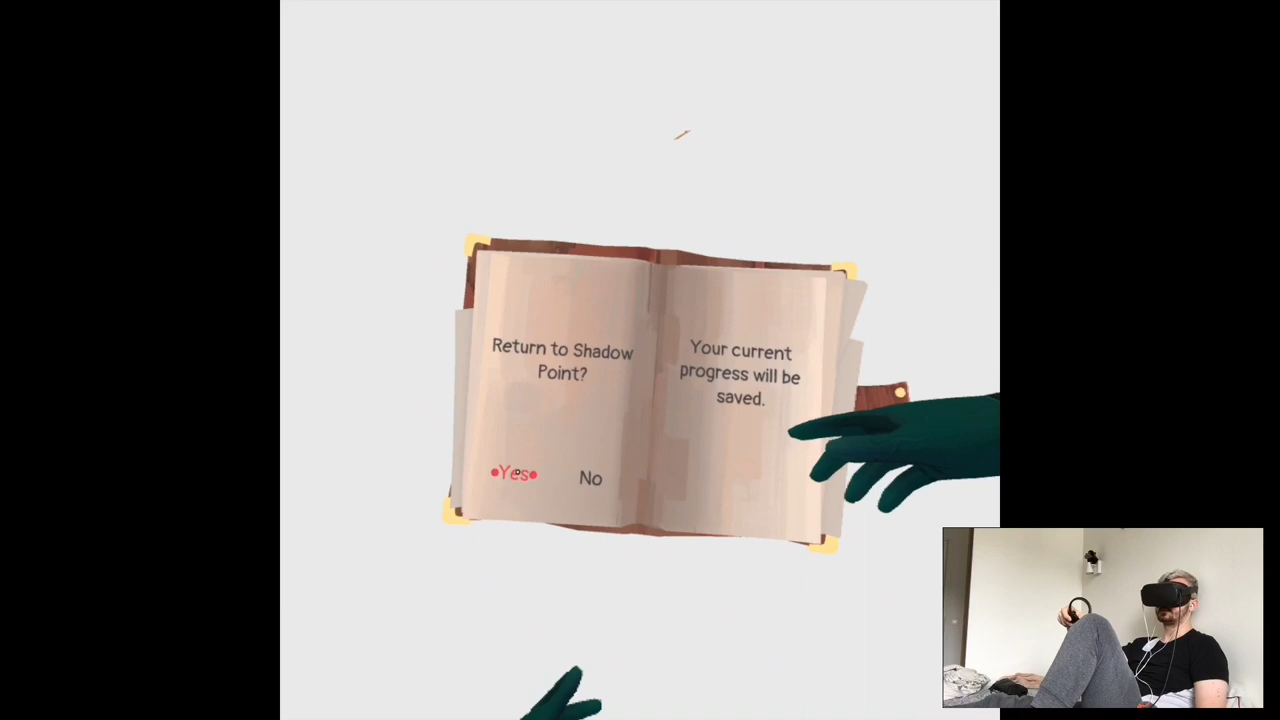 Return to Shadow
Point?
•Yes•
No
Your current
progress will be
saved.